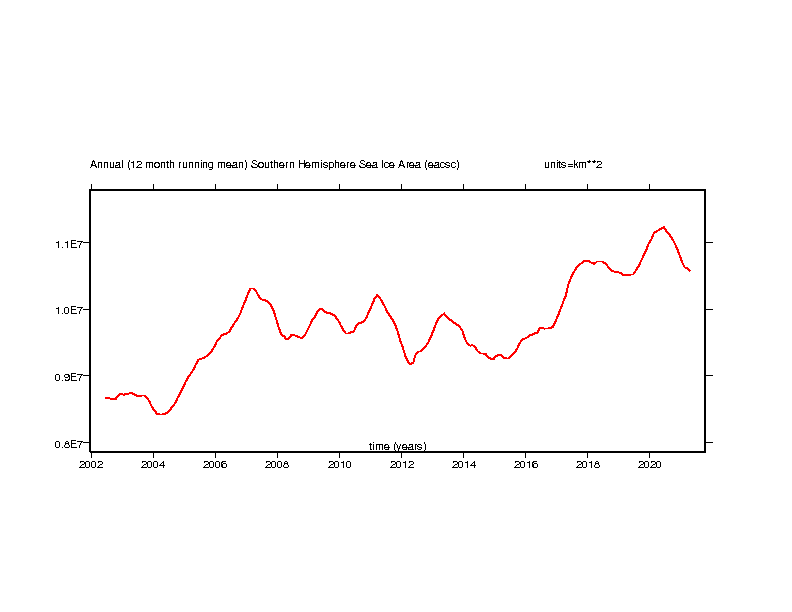 Annual (12 month running mean) Southern Hemisphere Sea Ice Area (eacsc) units=km**2
1.1E7
1.0E7
0.9E7
0.8E7
time (years)
2002 2004 2006 2008 2010 2012 2014 2016 2018 2020